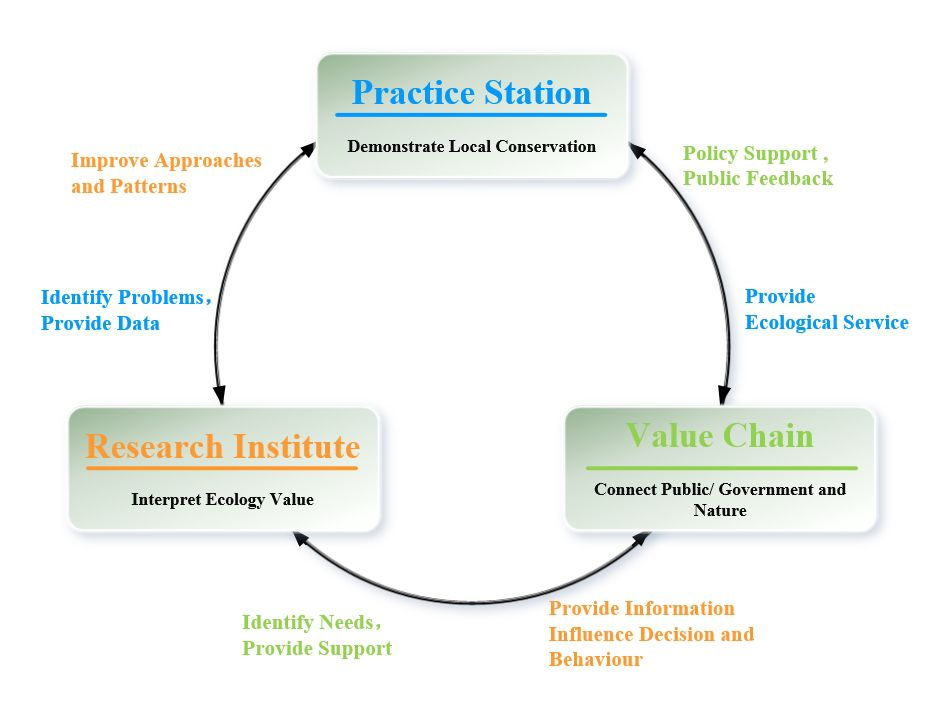 Practice Station
Demonstrate Local Conservation
Improve Approaches
and Patterns
Policy Support ,
Public Feedback
Identify Problems，
Provide Data
Provide
Ecological Service
Research Institute
Interpret Ecology Value
Value Chain
Connect Public/ Government and
Nature
Identify Needs，
Provide Support
Provide Information
Influence Decision and
Behaviour